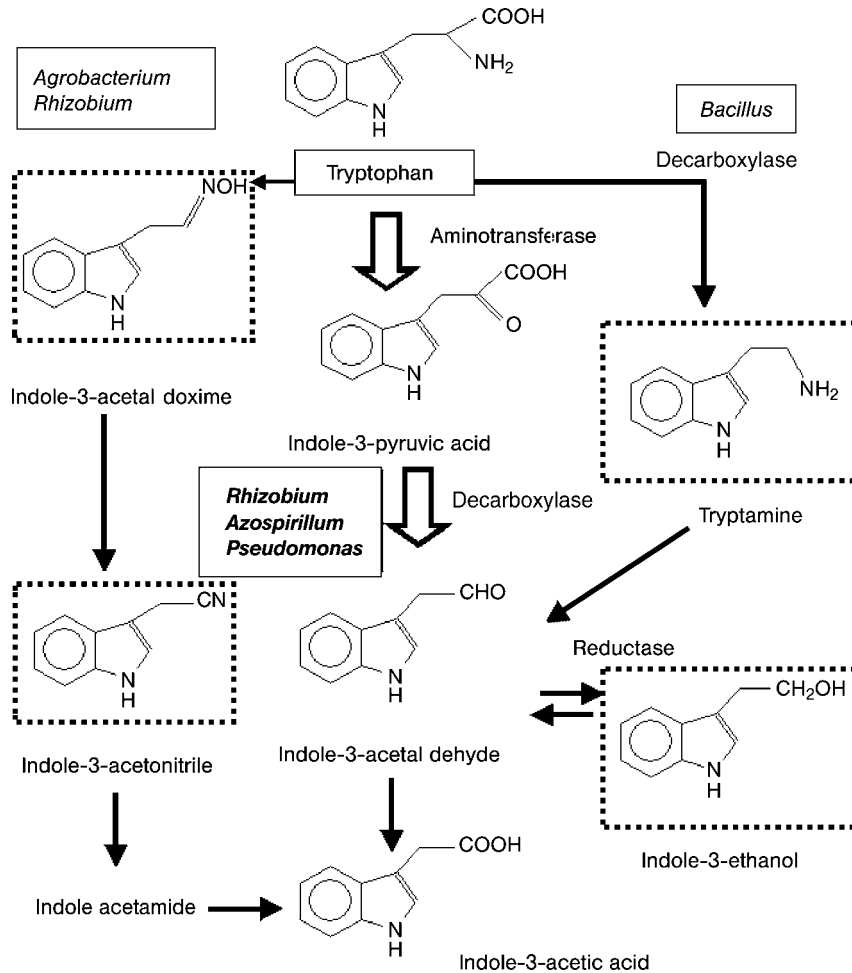 COOH
NH2
N
H
Agrobacterium
Rhizobium
Bacillus
Decarboxylase
Tryptophan
NOH
N
H
Aminotransferase
COOH
O
N
H
NH2
N
H
Indole-3-acetal doxime
Indole-3-pyruvic acid
Rhizobium
Azospirillum
Pseudomonas
Decarboxylase
Tryptamine
CN
N
H
CHO
N
H
Reductase
CH2OH
N
H
Indole-3-acetonitrile
Indole-3-acetal dehyde
Indole-3-ethanol
COOH
N
H
Indole acetamide
Indole-3-acetic acid